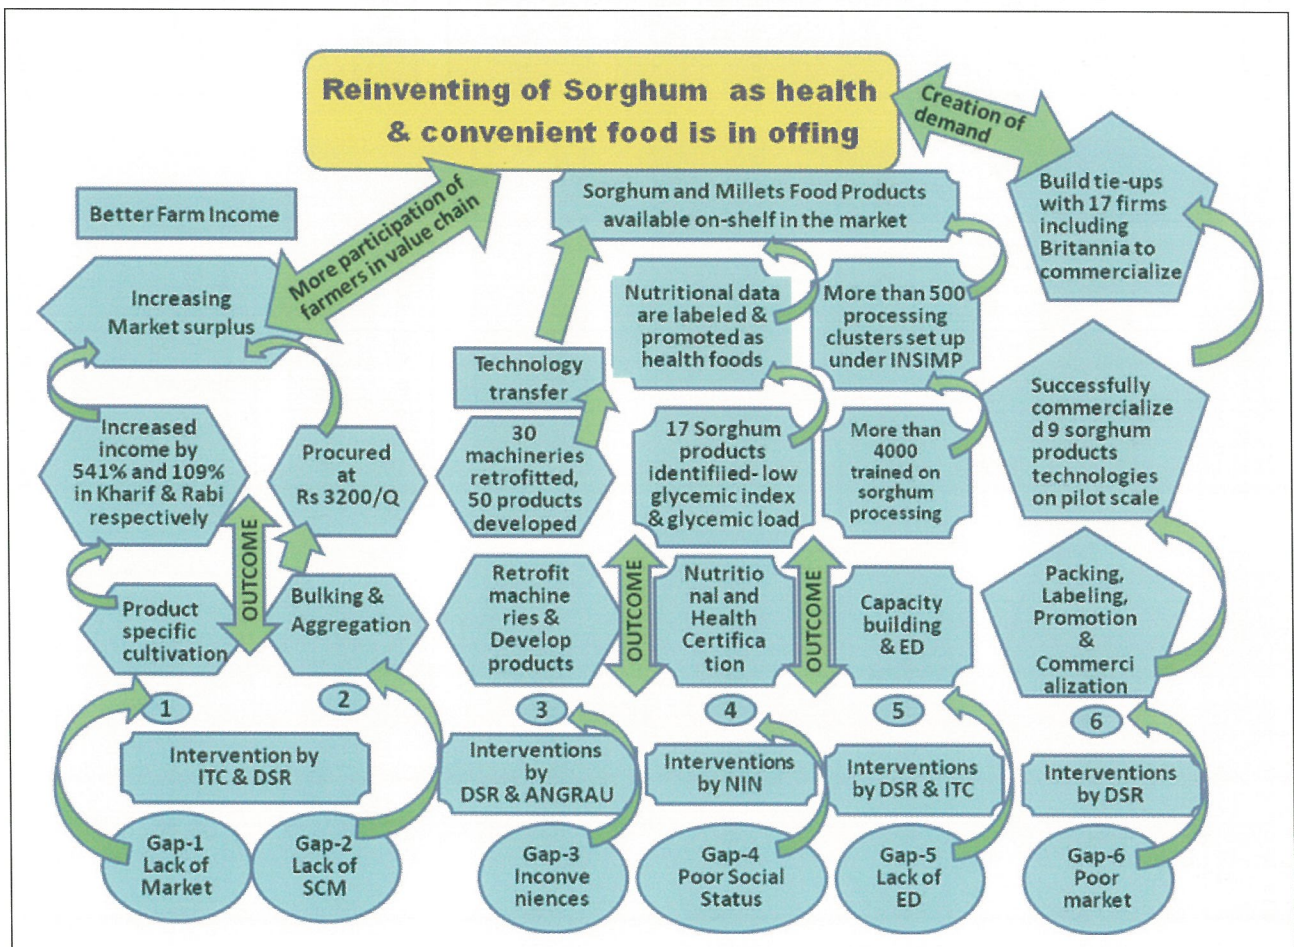 Reinventing of Sorghum as health
& convenient food is in offing
Creation of
demand
More participation of
farmers in value chain
Better Farm Income
Sorghum and Millets Food Products
available on-shelf in the market
Build tie-ups
with 17 firms
including
Britannia to
commercialize
Increasing
Market surplus
Nutritional data
are labeled &
promoted as
health foods
More than 500
processing
clusters set up
under INSIMP
Technology
transfer
Successfully
commercialize
d 9 sorghum
products
technologies
on pilot scale
Increased
income by
541% and 109%
in Kharif & Rabi
respectively
Procured
at
Rs 3200/Q
30
machineries
retrofitted,
50 products
developed
17 Sorghum
products
identifiied- low
glycemic index
& glycemic load
More than
4000
trained on
sorghum
processing
OUTCOME
OUTCOME
OUTCOME
Product
specific
cultivation
Bulking &
Aggregation
Retrofit
machine
ries &
Develop
products
Nutritio
nal and
Health
Certifica
tion
Capacity
building
& ED
Packing,
Labeling,
Promotion
&
Commerci
alization
1
2
3
4
5
6
Intervention by
ITC & DSR
Interventions
by
DSR & ANGRAU
Interventions
by NIN
Interventions
by DSR & ITC
Interventions
by DSR
Gap-1
Lack of
Market
Gap-2
Lack of
SCM
Gap-3
Inconve
niences
Gap-4
Poor Social
Status
Gap-5
Lack of
ED
Gap-6
Poor
market